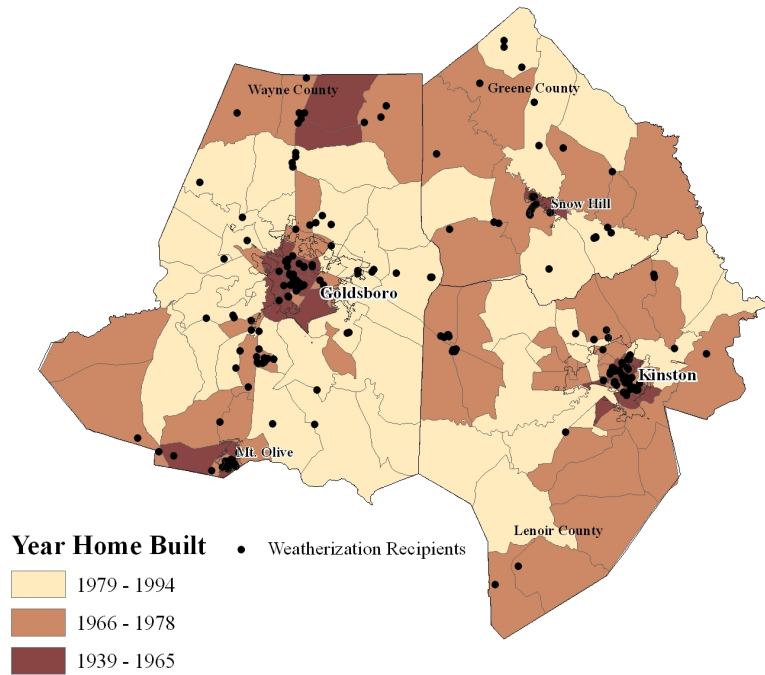 Wayne County
Greene County
Snow Hill
Goldsboro
Kinston
Mt. Olive
Lenoir County
Year Home Built
Weatherization Recipients
1979 - 1994
1966 - 1978
1939 - 1965